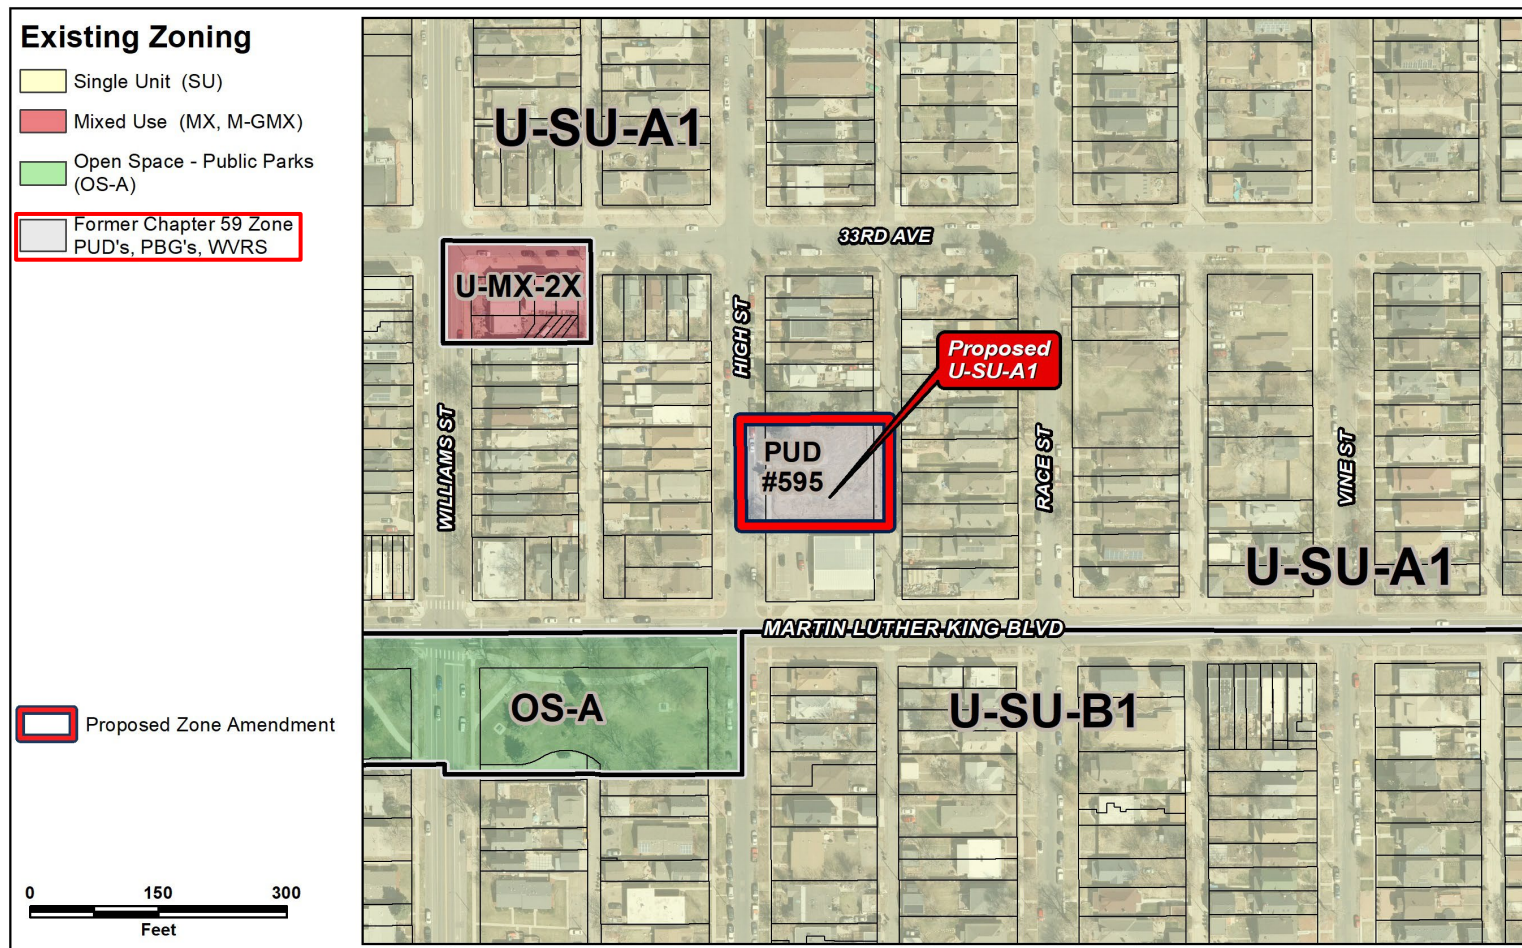 Existing Zoning
Single Unit (SU)
Mixed Use (MX, M-GMX)
Open Space - Public Parks
(OS-A)
Former Chapter 59 Zone
PUD's, PBG's, WVRS
Proposed Zone Amendment
0 150 300
Feet
U-SU-A1
33RD AVE
U-MX-2X
HIGH ST
Proposed
U-SU-A1
WILLIAMS ST
PUD
#595
RACE ST
VINE ST
U-SU-A1
MARTIN LUTHER KING BLVD
OS-A
U-SU-B1